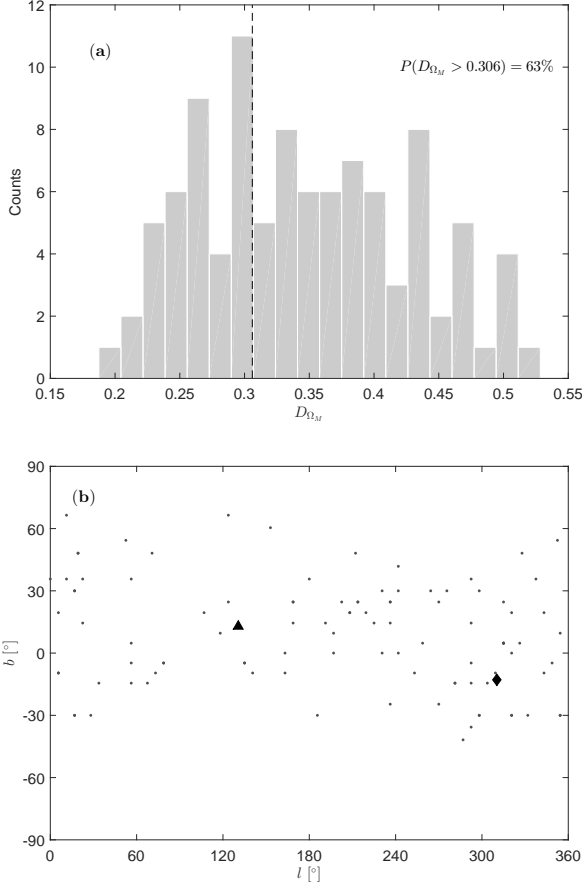 12
(a)
P(D_{Ω_M} > 0.306) = 63%
10
8
6
4
2
0
Counts
0.15 0.2 0.25 0.3 0.35 0.4 0.45 0.5 0.55
D_{Ω_M}
90
(b)
60
30
0
-30
-60
-90
b [°]
0 60 120 180 240 300 360
l [°]